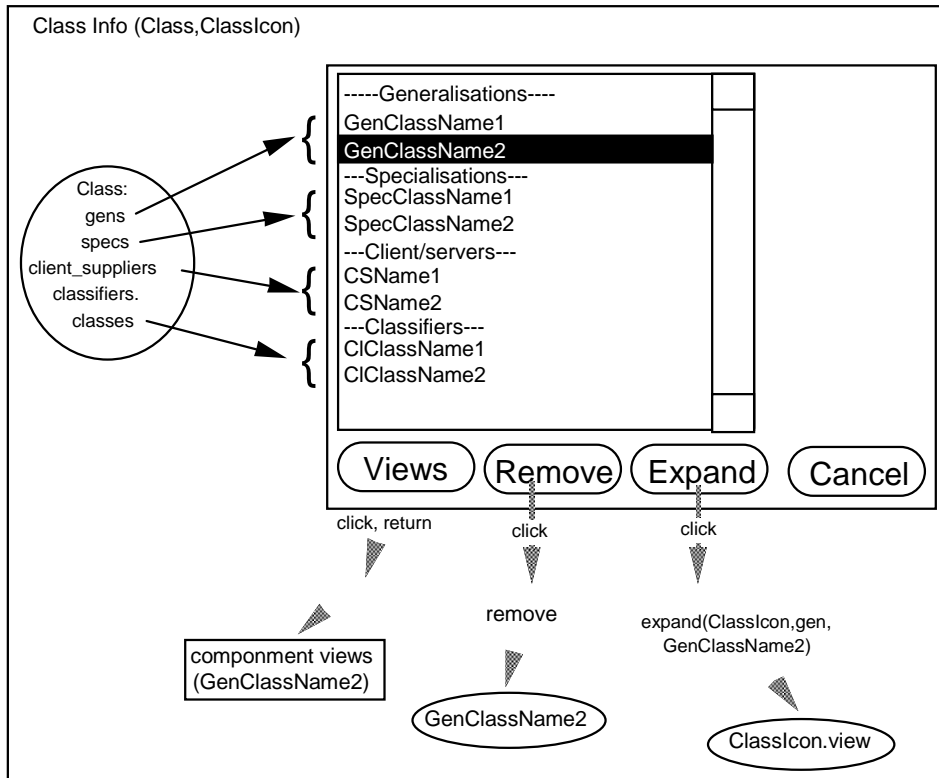 Class Info (Class,ClassIcon)
-----Generalisations----
GenClassName1
GenClassName2
---Specialisations---
SpecClassName1
SpecClassName2
---Client/servers---
CSName1
CSName2
---Classifiers---
ClClassName1
ClClassName2
Class:
gens
specs
client_suppliers
classifiers.
classes
Views
Remove
Expand
Cancel
click, return
click
click
remove
expand(ClassIcon,gen,
GenClassName2)
componment views
(GenClassName2)
GenClassName2
ClassIcon.view